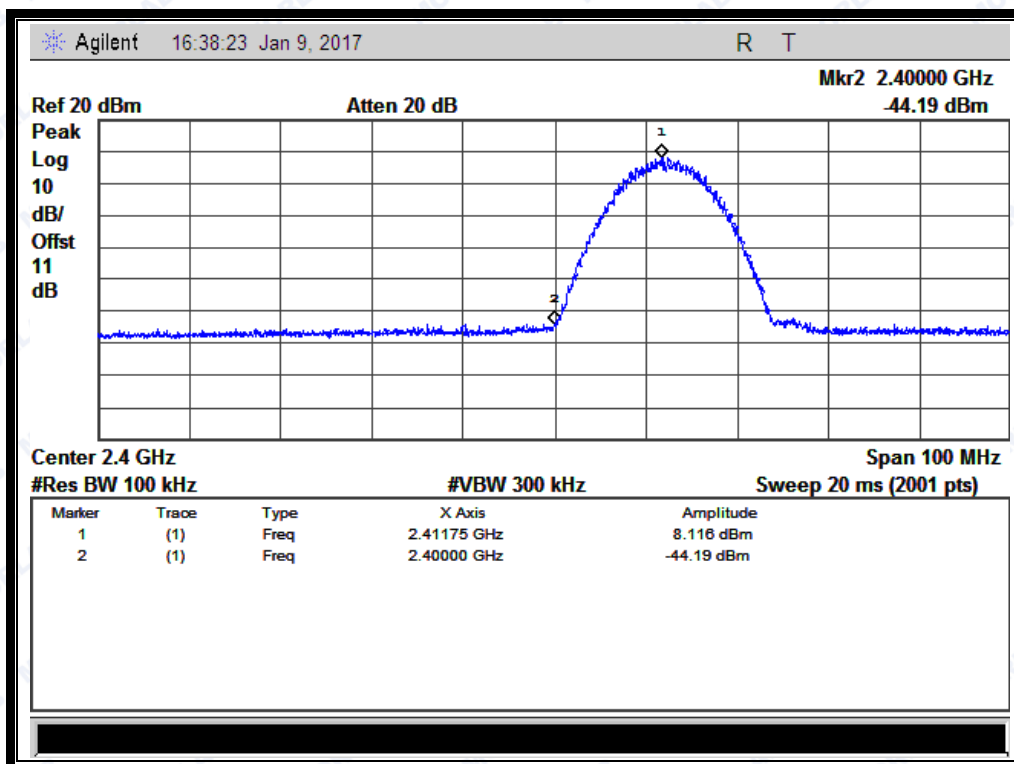 Agilent 16:38:23 Jan 9, 2017 R T
Mkr2 2.40000 GHz
Ref 20 dBm Atten 20 dB -44.19 dBm
Peak
Log
10
dB/
Offst
11
dB
1
2
Center 2.4 GHz Span 100 MHz
#Res BW 100 kHz #VBW 300 kHz Sweep 20 ms (2001 pts)
Marker Trace Type X Axis Amplitude
1 (1) Freq 2.41175 GHz 8.116 dBm
2 (1) Freq 2.40000 GHz -44.19 dBm